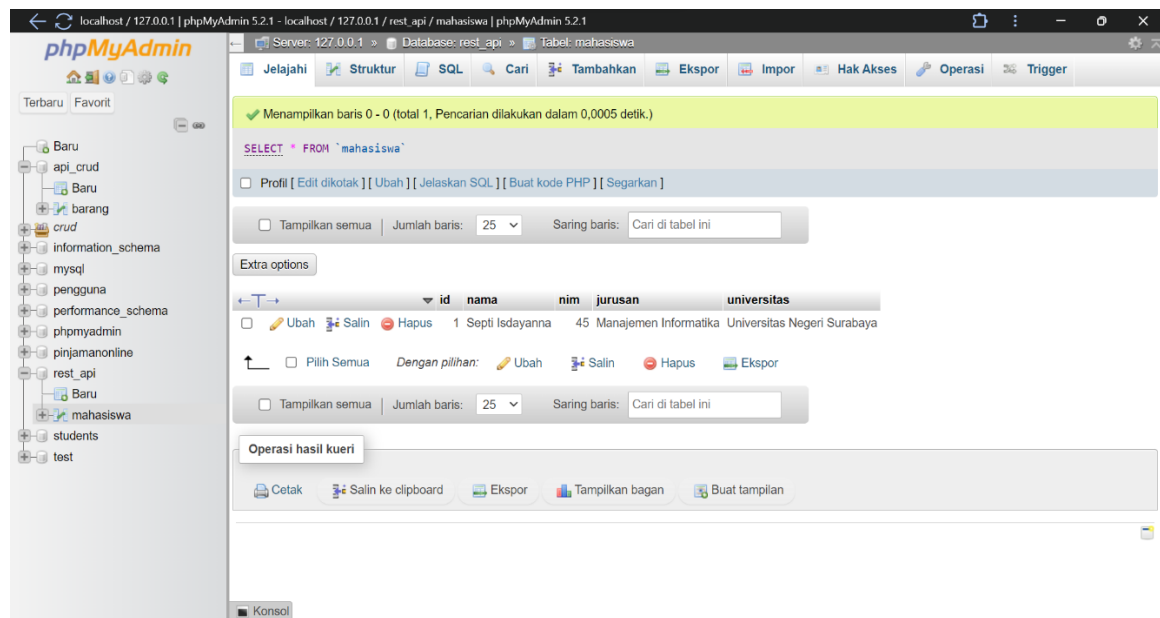 localhost / 127.0.0.1 | phpMyAdmin 5.2.1 - localhost / 127.0.0.1 / rest_api / mahasiswa | phpMyAdmin 5.2.1
phpMyAdmin
Terbaru Favorit
Baru
api_crud
Baru
barang
crud
information_schema
mysql
pengguna
performance_schema
phpmyadmin
pinjamanonline
rest_api
Baru
mahasiswa
students
test
Server: 127.0.0.1 » Database: rest_api » Tabel: mahasiswa
Jelajahi Struktur SQL Cari Tambahkan Ekspor Impor Hak Akses Operasi Trigger
Menampilkan baris 0 - 0 (total 1, Pencarian dilakukan dalam 0,0005 detik.)
SELECT * FROM `mahasiswa`
Profil [ Edit dikotak ] [ Ubah ] [ Jelaskan SQL ] [ Buat kode PHP ] [ Segarkan ]
Tampilkan semua | Jumlah baris: 25 Saring baris: Cari di tabel ini
Extra options
id nama nim jurusan universitas
Ubah Salin Hapus 1 Septi Isdayanna 45 Manajemen Informatika Universitas Negeri Surabaya
Pilih Semua Dengan pilihan: Ubah Salin Hapus Ekspor
Tampilkan semua | Jumlah baris: 25 Saring baris: Cari di tabel ini
Operasi hasil kueri
Cetak Salin ke clipboard Ekspor Tampilkan bagan Buat tampilan
Konsol